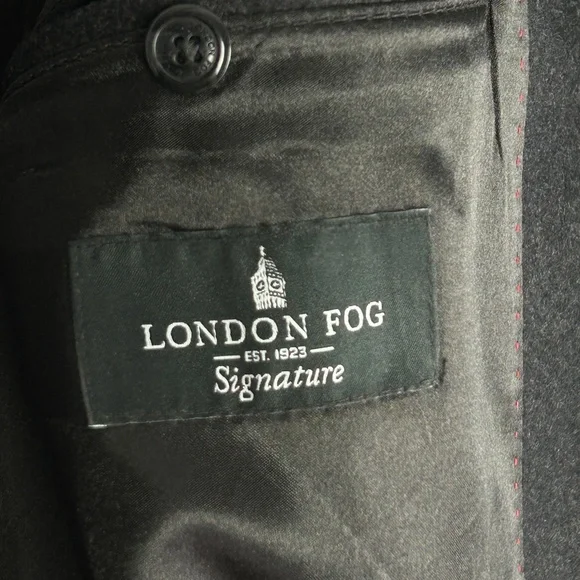 LONDON FOG
EST. 1923
Signature